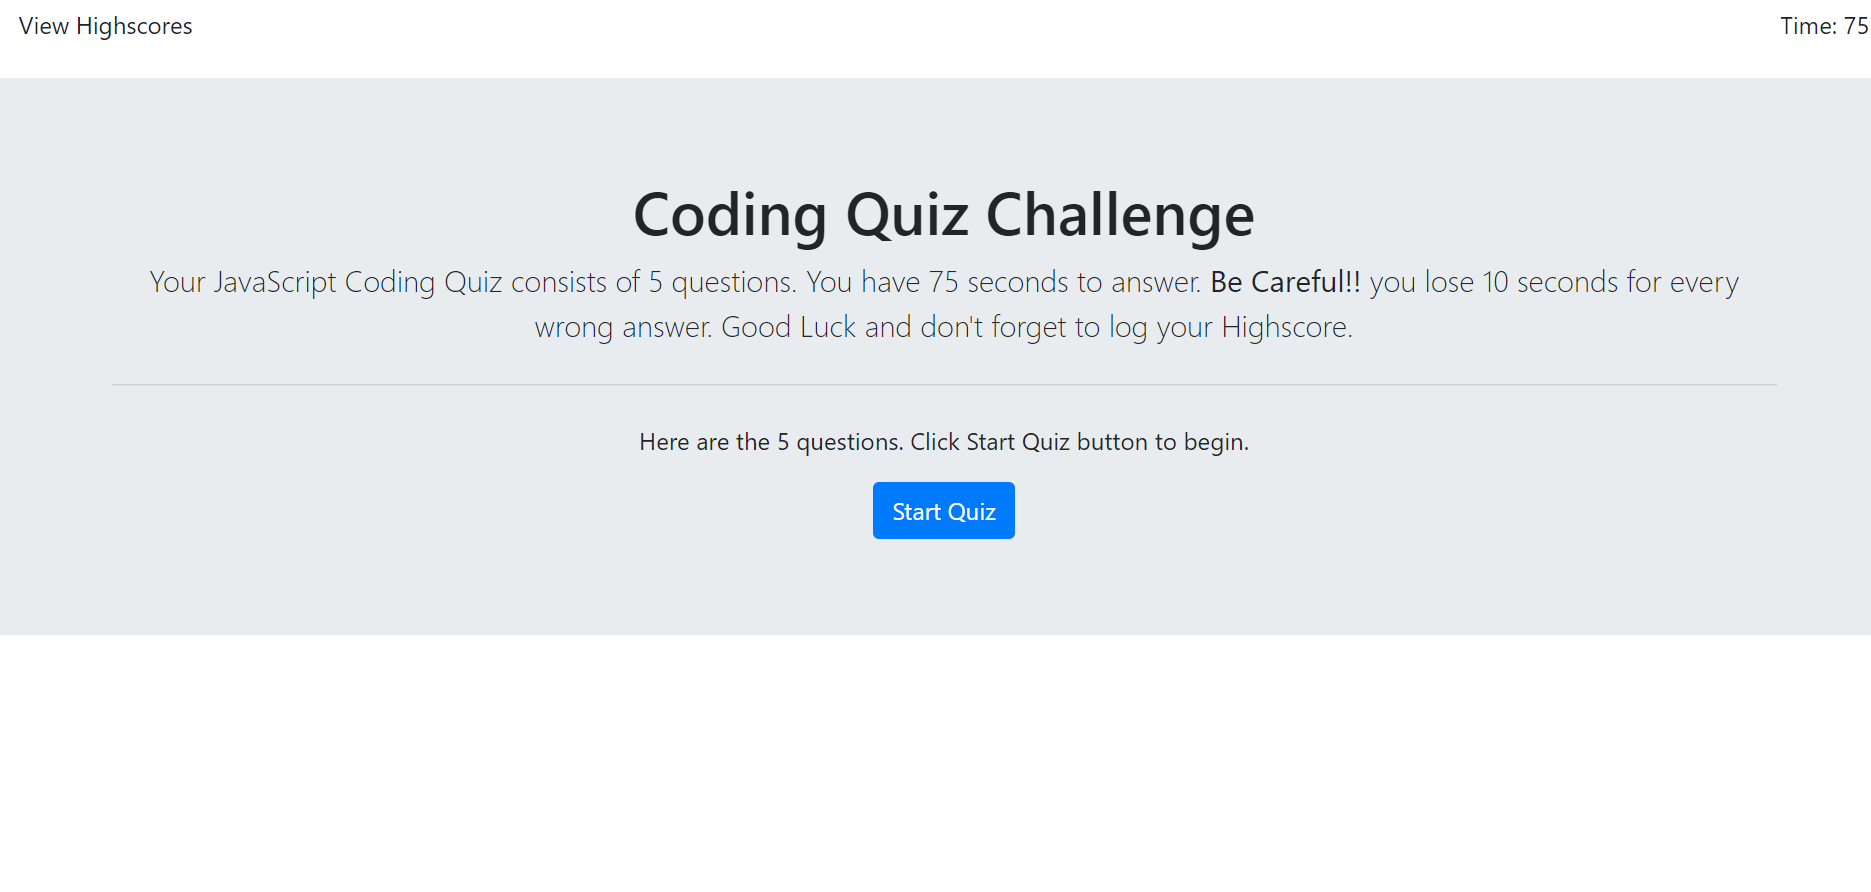 View Highscores
Time: 75
Coding Quiz Challenge
Your JavaScript Coding Quiz consists of 5 questions. You have 75 seconds to answer. Be Careful!! you lose 10 seconds for every
wrong answer. Good Luck and don't forget to log your Highscore.
Here are the 5 questions. Click Start Quiz button to begin.
Start Quiz